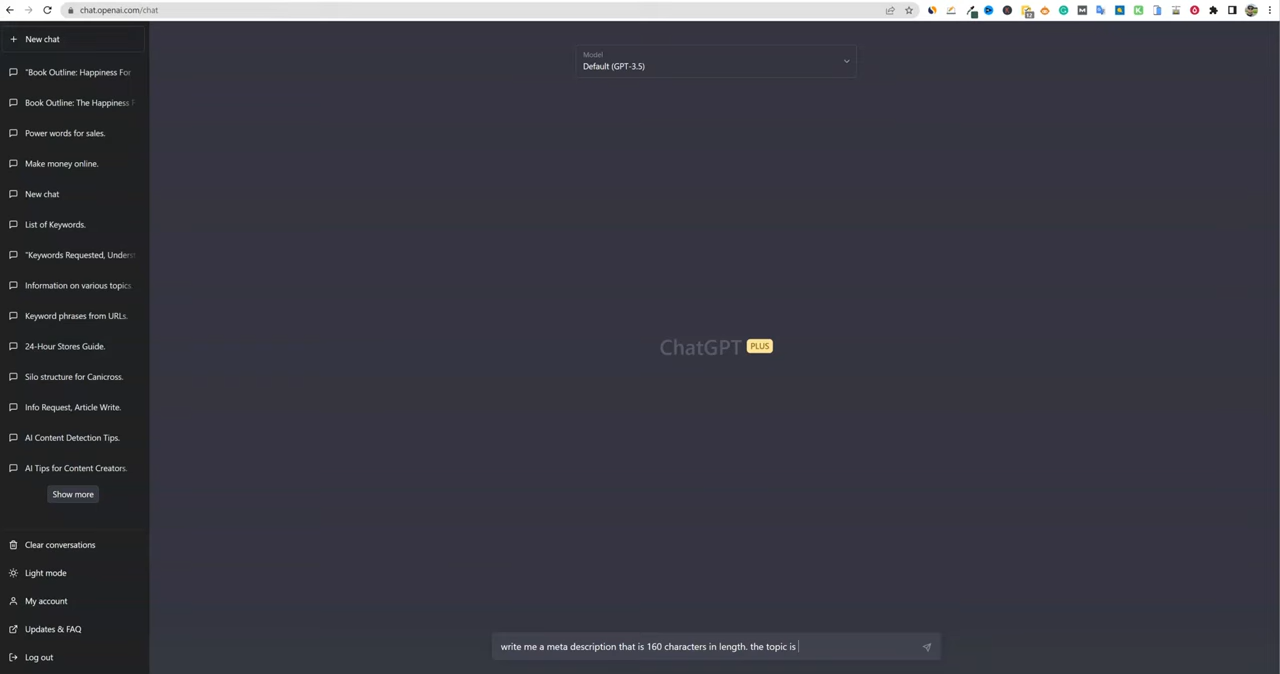 chat.openai.com/chat
New chat
Model
Default (GPT-3.5)
"Book Outline: Happiness For
Book Outline: The Happiness
Power words for sales.
Make money online.
New chat
List of Keywords.
"Keywords Requested, Unders
Information on various topics
Keyword phrases from URLs.
24-Hour Stores Guide.
Silo structure for Canicross.
Info Request, Article Write.
AI Content Detection Tips.
AI Tips for Content Creators.
Show more
ChatGPT PLUS
Clear conversations
Light mode
My account
Updates & FAQ
Log out
write me a meta description that is 160 characters in length. the topic is